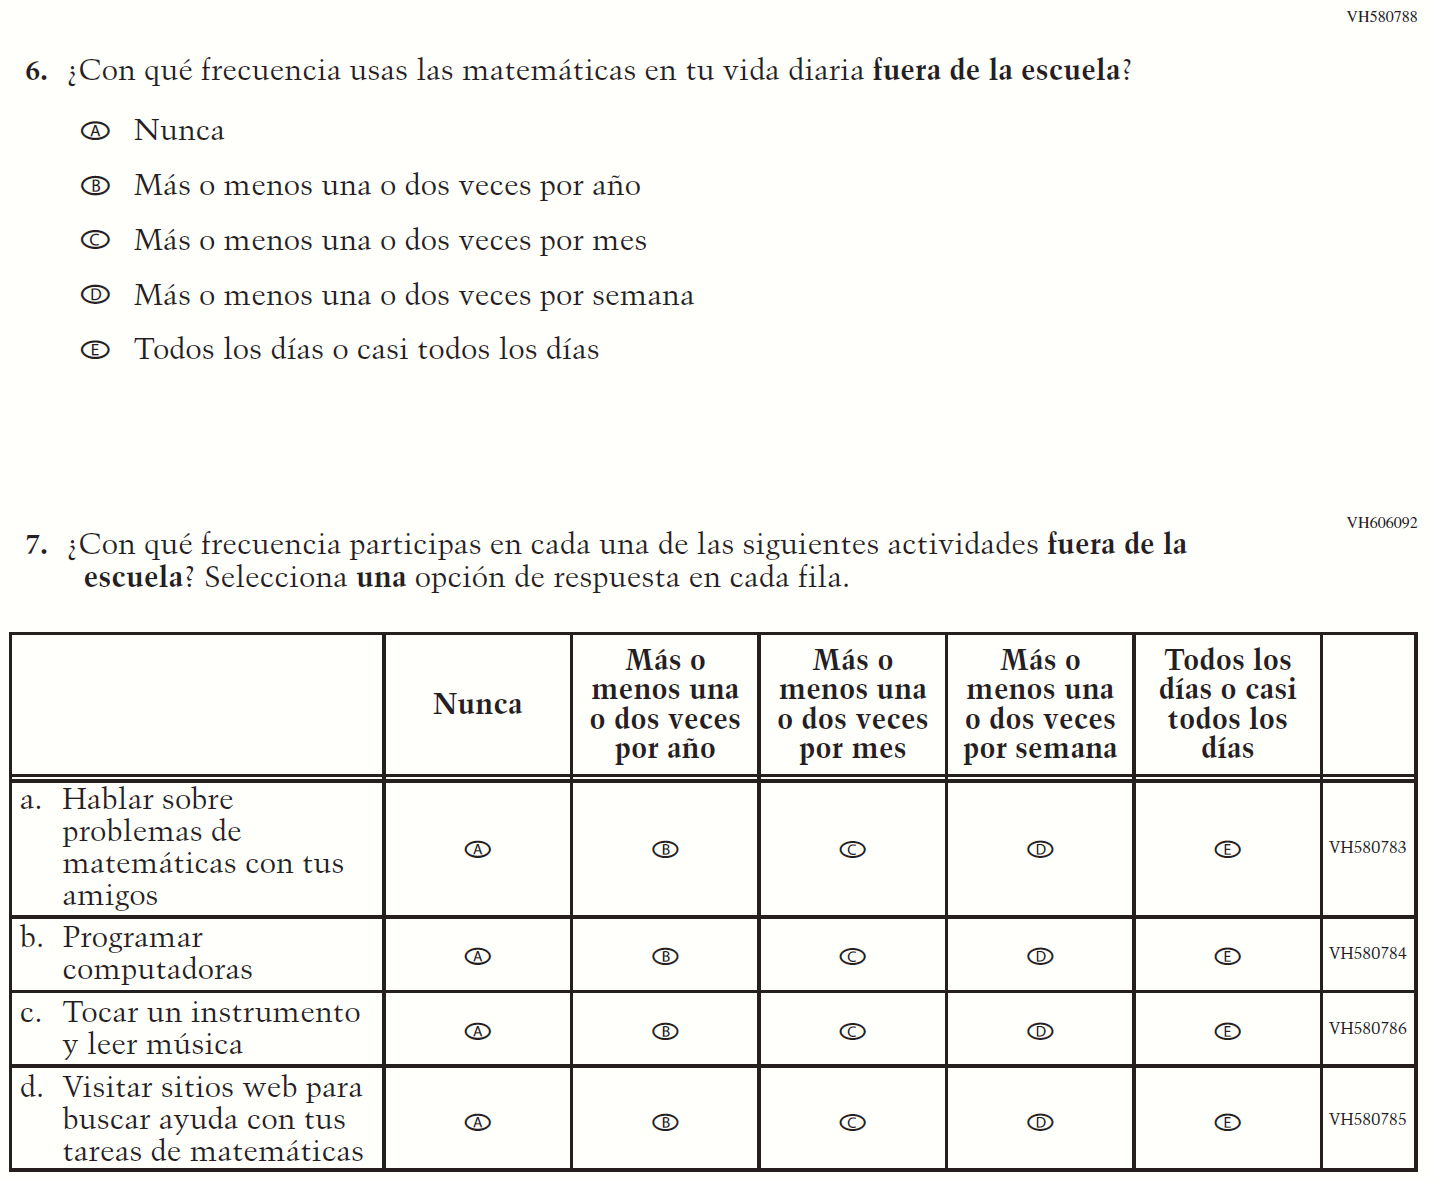 VH580788
6. ¿Con qué frecuencia usas las matemáticas en tu vida diaria fuera de la escuela?
A Nunca
B Más o menos una o dos veces por año
C Más o menos una o dos veces por mes
D Más o menos una o dos veces por semana
E Todos los días o casi todos los días
VH606092
7. ¿Con qué frecuencia participas en cada una de las siguientes actividades fuera de la
escuela? Selecciona una opción de respuesta en cada fila.
Nunca
Más o
menos una
o dos veces
por año
Más o
menos una
o dos veces
por mes
Más o
menos una
o dos veces
por semana
Todos los
días o casi
todos los
días
a. Hablar sobre
problemas de
matemáticas con tus
amigos
A B C D E VH580783
b. Programar
computadoras
A B C D E VH580784
c. Tocar un instrumento
y leer música
A B C D E VH580786
d. Visitar sitios web para
buscar ayuda con tus
tareas de matemáticas
A B C D E VH580785